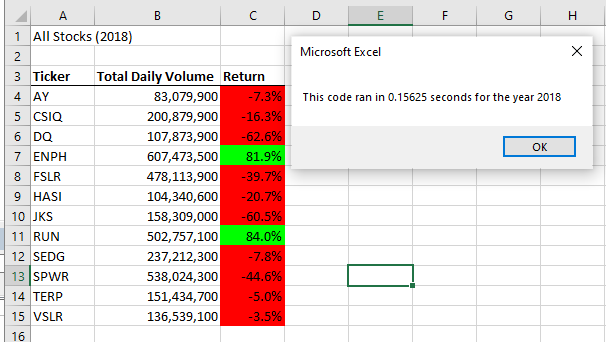 A B C D E F G H
1 All Stocks (2018)
2
3 Ticker Total Daily Volume Return
4 AY 83,079,900 -7.3%
5 CSIQ 200,879,900 -16.3%
6 DQ 107,873,900 -62.6%
7 ENPH 607,473,500 81.9%
8 FSLR 478,113,900 -39.7%
9 HASI 104,340,600 -20.7%
10 JKS 158,309,000 -60.5%
11 RUN 502,757,100 84.0%
12 SEDG 237,212,300 -7.8%
13 SPWR 538,024,300 -44.6%
14 TERP 151,434,700 -5.0%
15 VSLR 136,539,100 -3.5%
16
Microsoft Excel
This code ran in 0.15625 seconds for the year 2018
OK